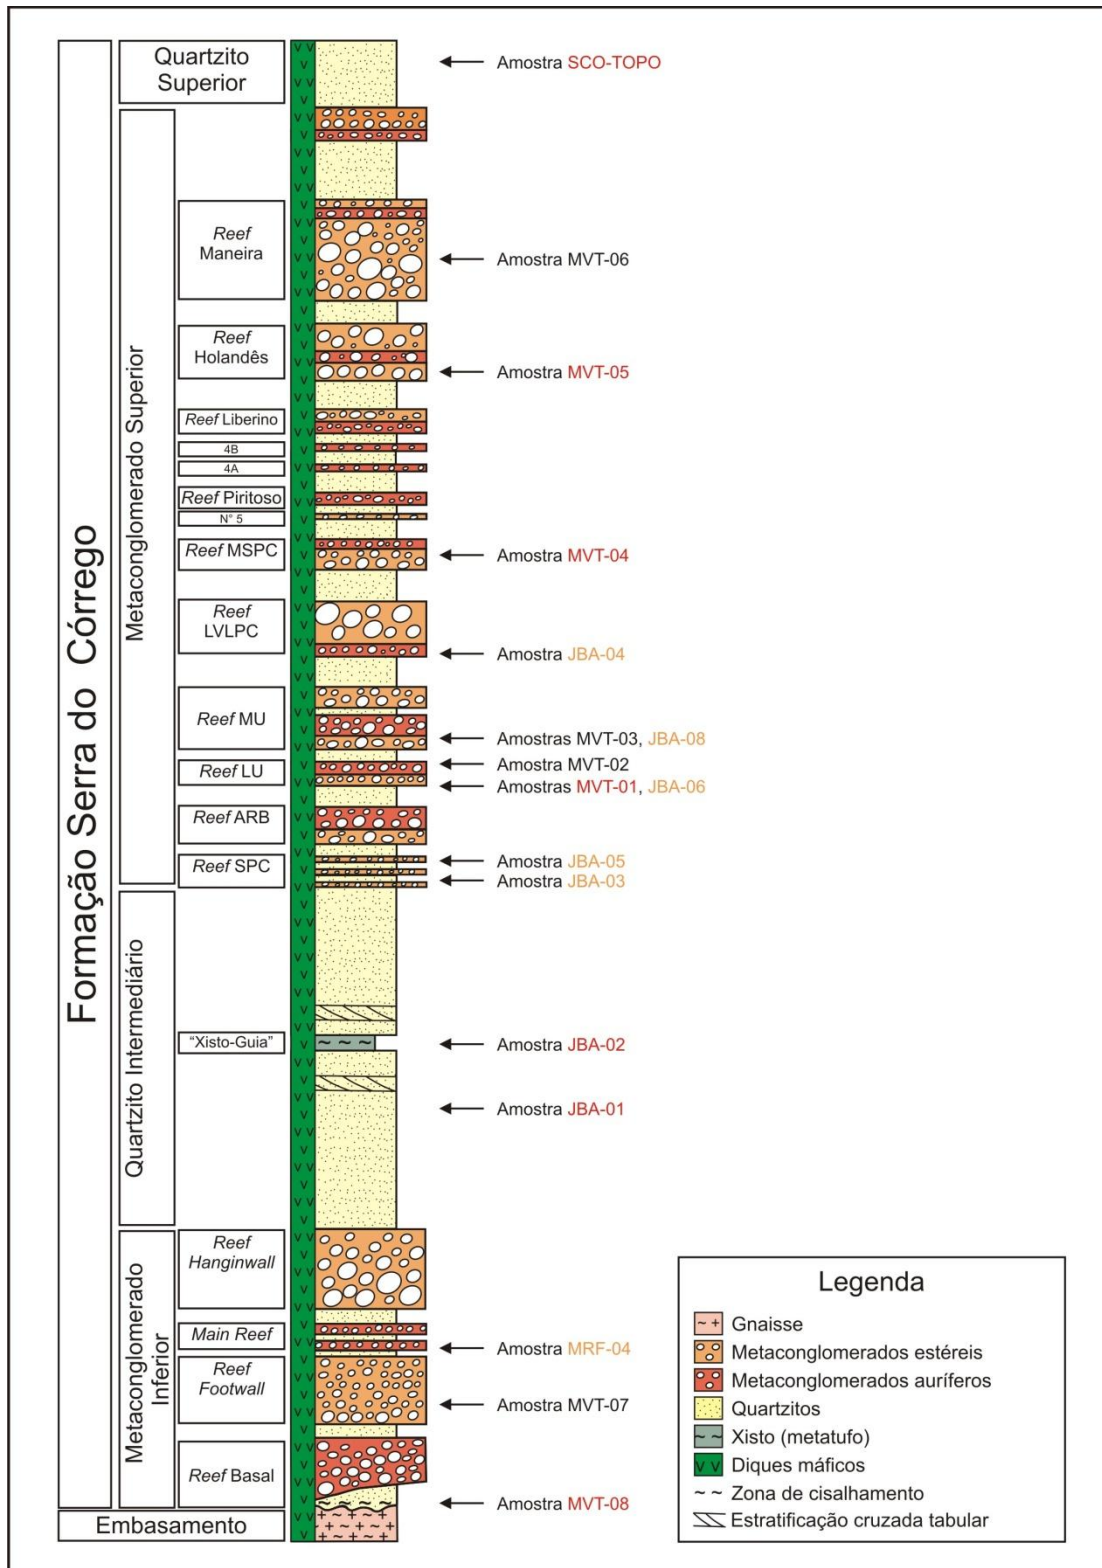 Formação Serra do Córrego
Quartzito
Superior
Amostra SCO-TOPO
Metaconglomerado Superior
Reef
Maneira
Amostra MVT-06
Reef
Holandês
Amostra MVT-05
Reef Liberino
4B
4A
Reef Piritoso
N° 5
Reef MSPC
Amostra MVT-04
Reef
LVLPC
Amostra JBA-04
Reef MU
Amostras MVT-03, JBA-08
Amostra MVT-02
Reef LU
Amostras MVT-01, JBA-06
Reef ARB
Reef SPC
Amostra JBA-05
Amostra JBA-03
Quartzito Intermediário
“Xisto-Guia”
Amostra JBA-02
Amostra JBA-01
Metaconglomerado
Inferior
Reef
Hanginwall
Main Reef
Amostra MRF-04
Reef
Footwall
Amostra MVT-07
Reef Basal
Amostra MVT-08
Embasamento
Legenda
Gnaisse
Metaconglomerados estéreis
Metaconglomerados auríferos
Quartzitos
Xisto (metatufo)
Diques máficos
Zona de cisalhamento
Estratificação cruzada tabular